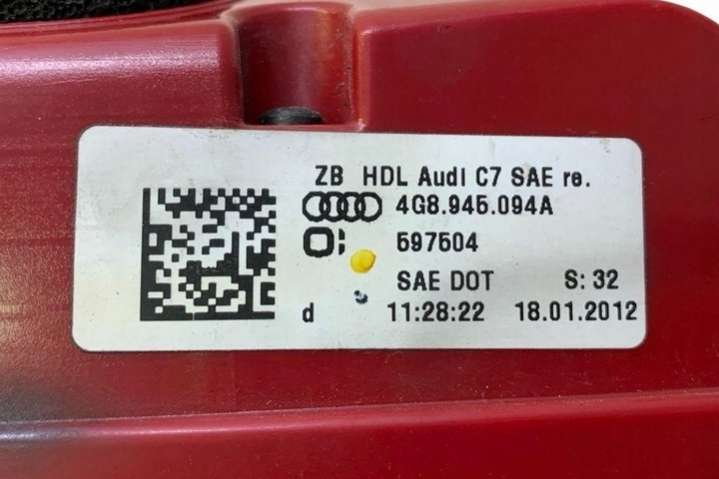 ZB HDL Audi C7 SAE re.
4G8.945.094A
597504
SAE DOT S: 32
d 11:28:22 18.01.2012